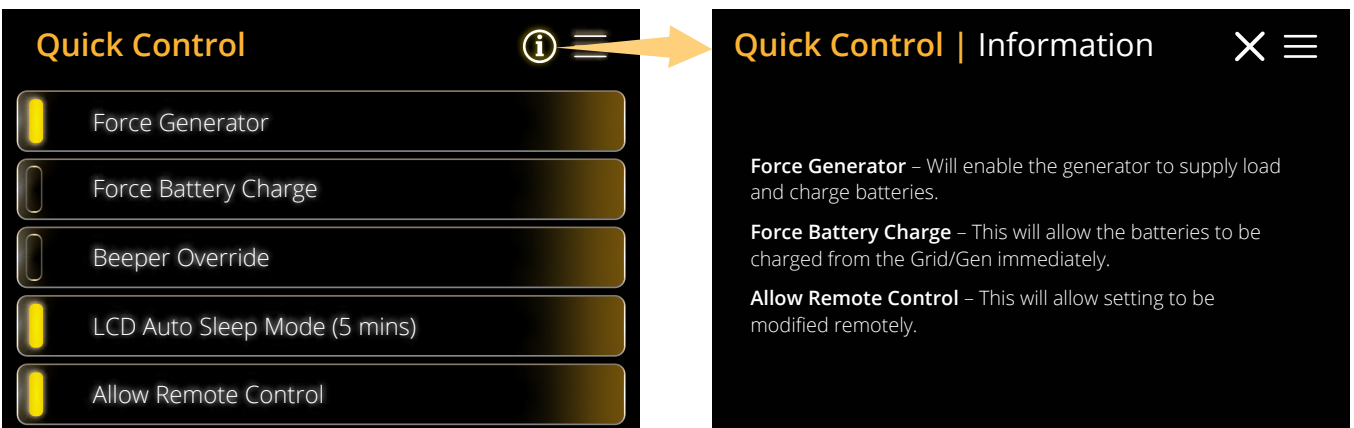 Quick Control
Force Generator
Force Battery Charge
Beeper Override
LCD Auto Sleep Mode (5 mins)
Allow Remote Control
Quick Control | Information
Force Generator – Will enable the generator to supply load
and charge batteries.
Force Battery Charge – This will allow the batteries to be
charged from the Grid/Gen immediately.
Allow Remote Control – This will allow setting to be
modified remotely.